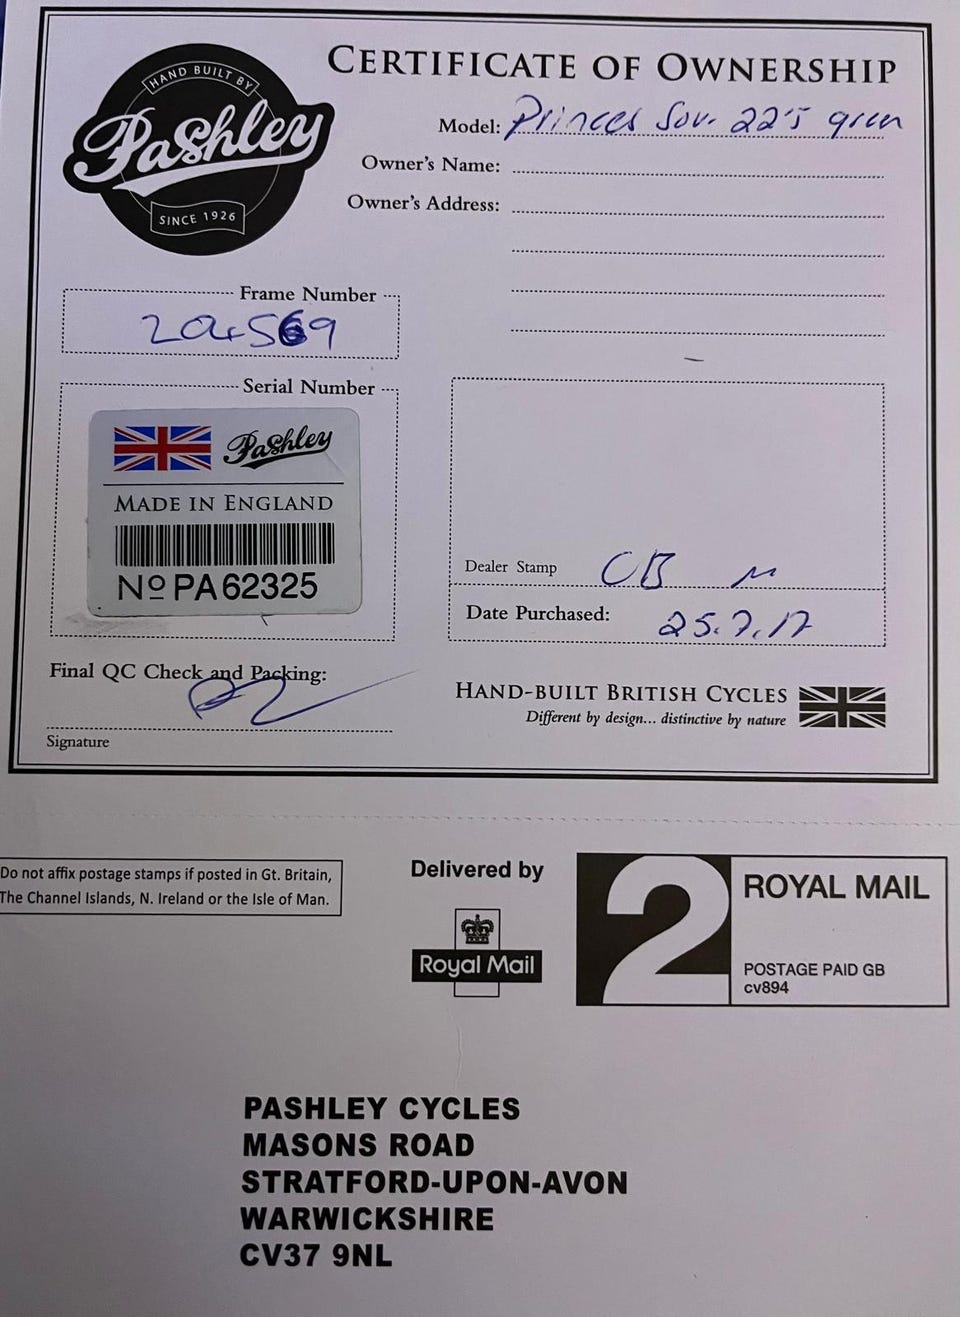 HAND BUILT BY
Pashley
SINCE 1926
CERTIFICATE OF OWNERSHIP
Model: Princes Sov. 22.5 green
Owner's Name:
Owner's Address:
Frame Number
204569
Serial Number
Pashley
MADE IN ENGLAND
Nº PA 62325
Dealer Stamp CB M
Date Purchased: 25.7.17
Final QC Check and Packing:
Signature
HAND-BUILT BRITISH CYCLES
Different by design... distinctive by nature
Do not affix postage stamps if posted in Gt. Britain,
The Channel Islands, N. Ireland or the Isle of Man.
Delivered by
Royal Mail
2
ROYAL MAIL
POSTAGE PAID GB
cv894
PASHLEY CYCLES
MASONS ROAD
STRATFORD-UPON-AVON
WARWICKSHIRE
CV37 9NL